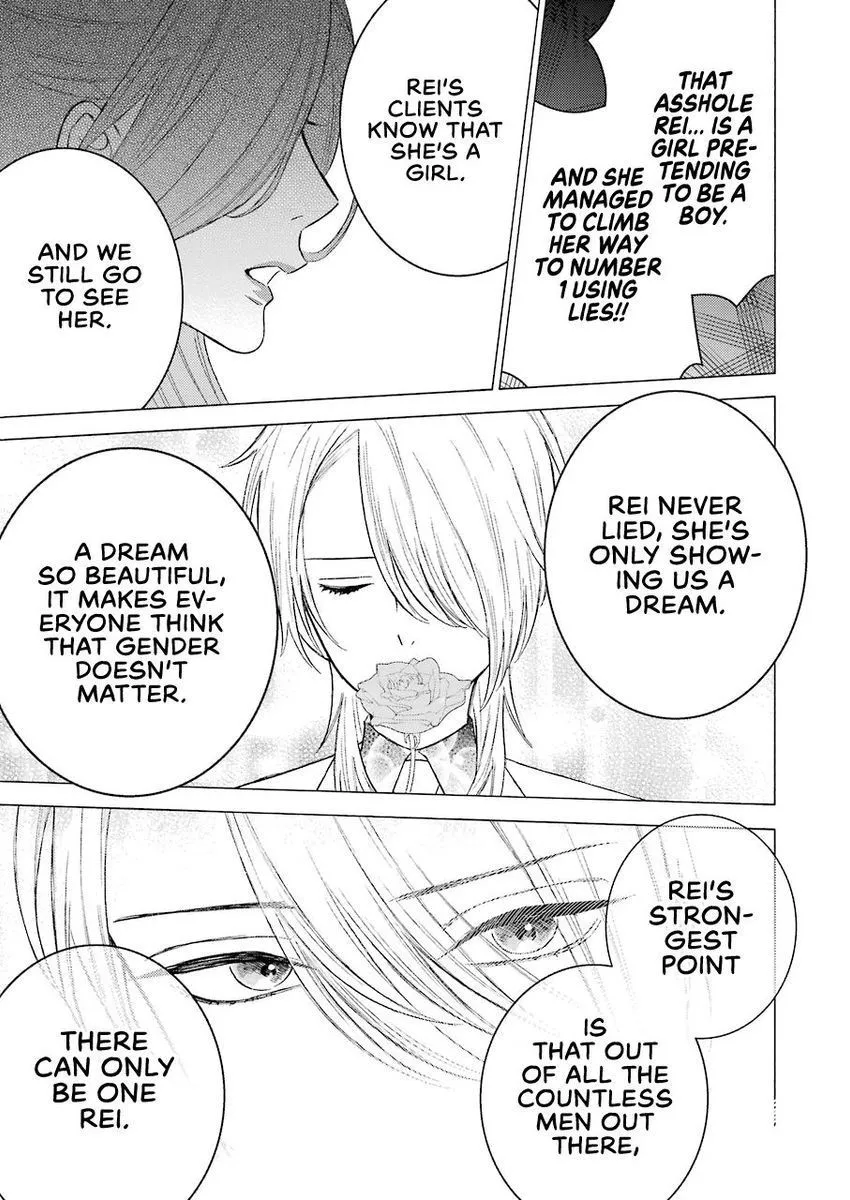 THAT
ASSHOLE
REI... IS A
GIRL PRE-
TENDING
TO BE A
BOY.
AND SHE
MANAGED
TO CLIMB
HER WAY
TO NUMBER
1 USING
LIES!!
REI'S
CLIENTS
KNOW THAT
SHE'S A
GIRL.
AND WE
STILL GO
TO SEE
HER.
REI NEVER
LIED, SHE'S
ONLY SHOW-
ING US A
DREAM.
A DREAM
SO BEAUTIFUL,
IT MAKES EV-
ERYONE THINK
THAT GENDER
DOESN'T
MATTER.
REI'S
STRON-
GEST
POINT
IS
THAT OUT
OF ALL THE
COUNTLESS
MEN OUT
THERE,
THERE
CAN ONLY
BE ONE
REI.